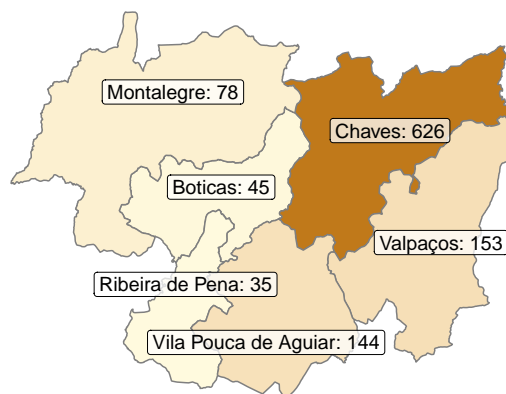 Montalegre: 78
Chaves: 626
Boticas: 45
Valpaços: 153
Ribeira de Pena: 35
Vila Pouca de Aguiar: 144